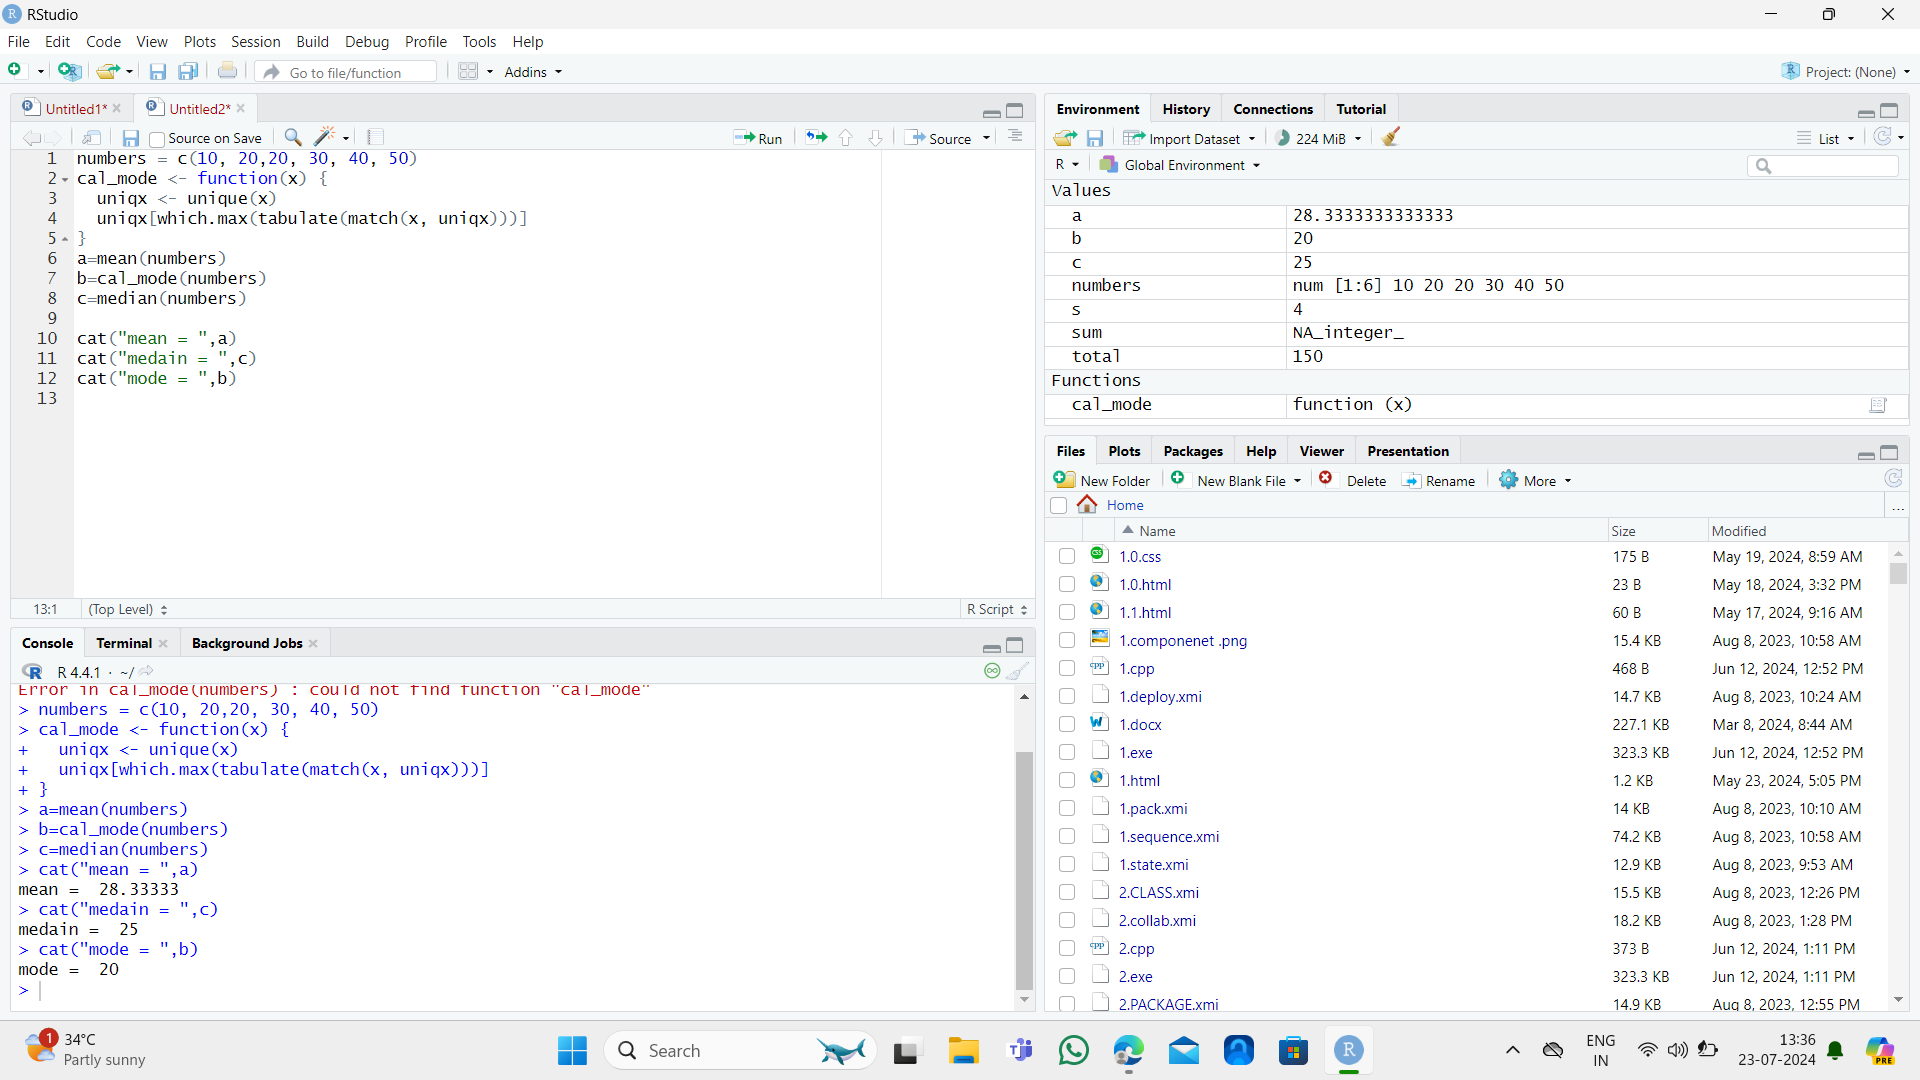 RStudio
File Edit Code View Plots Session Build Debug Profile Tools Help
Go to file/function Addins Project: (None)
Untitled1* Untitled2*
Source on Save Run Source
1 numbers = c(10, 20,20, 30, 40, 50)
2 cal_mode <- function(x) {
3 uniqx <- unique(x)
4 uniqx[which.max(tabulate(match(x, uniqx)))]
5 }
6 a=mean(numbers)
7 b=cal_mode(numbers)
8 c=median(numbers)
9
10 cat("mean = ",a)
11 cat("medain = ",c)
12 cat("mode = ",b)
13
13:1 (Top Level) R Script
Console Terminal Background Jobs
R 4.4.1 · ~/
Error in cal_mode(numbers) : could not find function "cal_mode"
> numbers = c(10, 20,20, 30, 40, 50)
> cal_mode <- function(x) {
+ uniqx <- unique(x)
+ uniqx[which.max(tabulate(match(x, uniqx)))]
+ }
> a=mean(numbers)
> b=cal_mode(numbers)
> c=median(numbers)
> cat("mean = ",a)
mean = 28.33333
> cat("medain = ",c)
medain = 25
> cat("mode = ",b)
mode = 20
>
Environment History Connections Tutorial
Import Dataset 224 MiB List
R Global Environment
Values
a 28.3333333333333
b 20
c 25
numbers num [1:6] 10 20 20 30 40 50
s 4
sum NA_integer_
total 150
Functions
cal_mode function (x)
Files Plots Packages Help Viewer Presentation
New Folder New Blank File Delete Rename More
Home ...
Name Size Modified
1.0.css 175 B May 19, 2024, 8:59 AM
1.0.html 23 B May 18, 2024, 3:32 PM
1.1.html 60 B May 17, 2024, 9:16 AM
1.componenet .png 15.4 KB Aug 8, 2023, 10:58 AM
1.cpp 468 B Jun 12, 2024, 12:52 PM
1.deploy.xmi 14.7 KB Aug 8, 2023, 10:24 AM
1.docx 227.1 KB Mar 8, 2024, 8:44 AM
1.exe 323.3 KB Jun 12, 2024, 12:52 PM
1.html 1.2 KB May 23, 2024, 5:05 PM
1.pack.xmi 14 KB Aug 8, 2023, 10:10 AM
1.sequence.xmi 74.2 KB Aug 8, 2023, 10:58 AM
1.state.xmi 12.9 KB Aug 8, 2023, 9:53 AM
2.CLASS.xmi 15.5 KB Aug 8, 2023, 12:26 PM
2.collab.xmi 18.2 KB Aug 8, 2023, 1:28 PM
2.cpp 373 B Jun 12, 2024, 1:11 PM
2.exe 323.3 KB Jun 12, 2024, 1:11 PM
2.PACKAGE.xmi 14.9 KB Aug 8, 2023, 12:55 PM
1 34°C
Partly sunny
Search
ENG
IN
13:36
23-07-2024
PRE